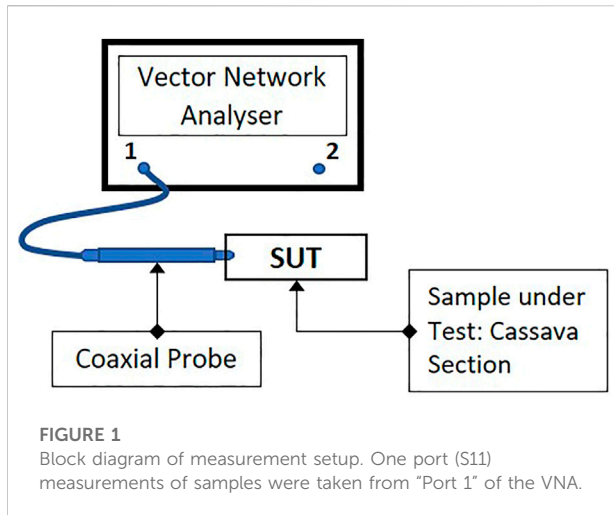 Vector Network
Analyser
1
2
SUT
Coaxial Probe
Sample under
Test: Cassava
Section
FIGURE 1
Block diagram of measurement setup. One port (S11)
measurements of samples were taken from “Port 1” of the VNA.